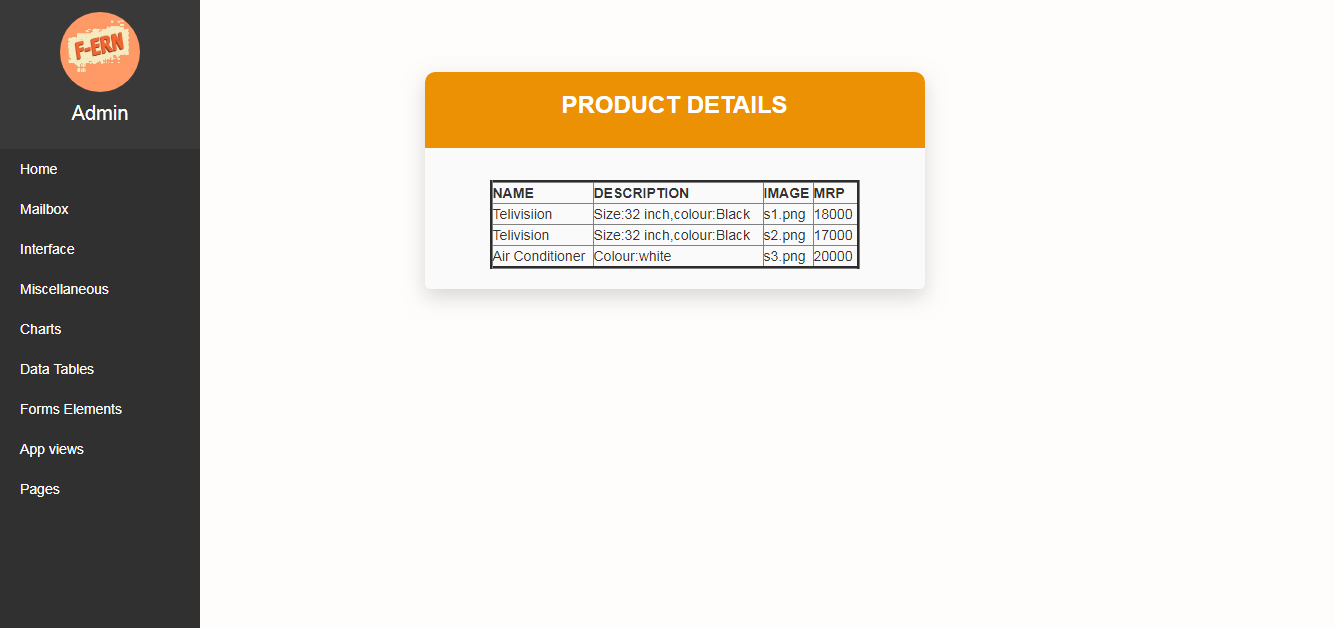 F-ERN
Admin
Home
Mailbox
Interface
Miscellaneous
Charts
Data Tables
Forms Elements
App views
Pages
PRODUCT DETAILS
NAME DESCRIPTION IMAGE MRP
Telivisiion Size:32 inch,colour:Black s1.png 18000
Telivision Size:32 inch,colour:Black s2.png 17000
Air Conditioner Colour:white s3.png 20000